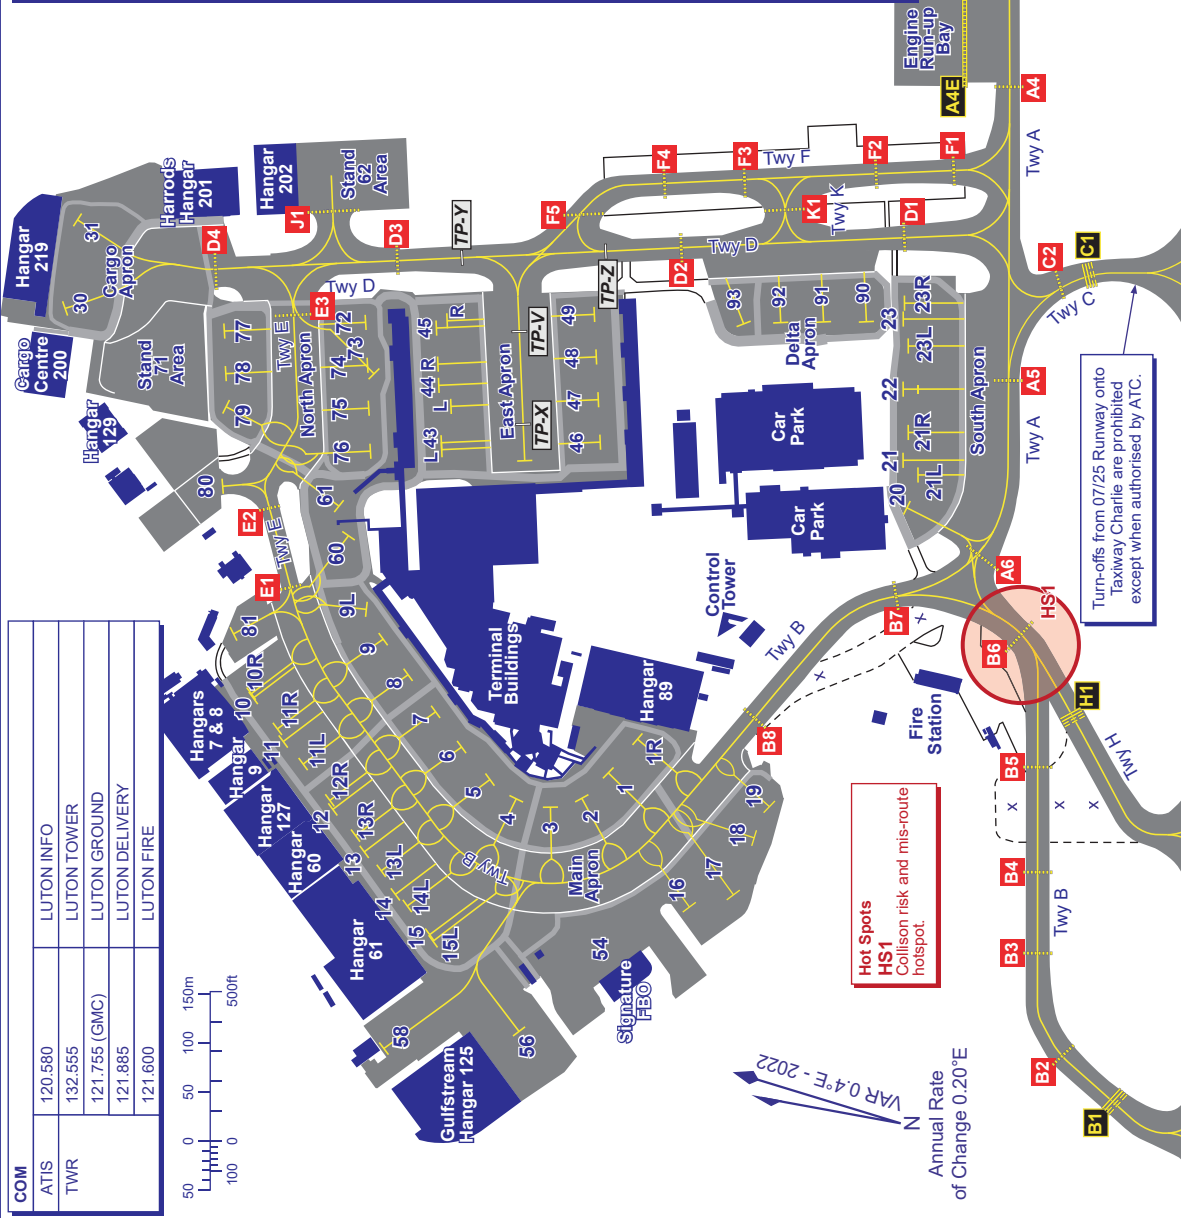 COM
ATIS 120.580 LUTON INFO
TWR 132.555 LUTON TOWER
121.755 (GMC) LUTON GROUND
121.885 LUTON DELIVERY
121.600 LUTON FIRE
50 0 50 100 150m
100 0 500ft
Hangar
219
Cargo
Centre
200
Hangar
129
Harrods
Hangar
201
Hangar
202
Stand
62
Area
Cargo
Apron
30
31
Stand
71
Area
D4
J1
D3
TP-Y
F5
F4
F3
Twy F
F2
F1
K1
Twy K
D1
Twy D
D2
TP-Z
Engine
Run-up
Bay
A4E
A4
Twy A
77
78
79
Twy E
E3
Twy D
North Apron
72
73
74
75
76
80
E2
Twy E
E1
61
60
45
R
44 R
L
L 43
East Apron
TP-V
TP-X
49
48
47
46
93
92
91
90
Delta
Apron
23
23R
23L
22
21R
21
21L
20
South Apron
C2
C1
Twy C
A5
Twy A
A6
Turn-offs from 07/25 Runway onto
Taxiway Charlie are prohibited
except when authorised by ATC.
Car
Park
Car
Park
Control
Tower
Terminal
Buildings
Hangar
89
Fire
Station
B7
B6
HS1
Twy B
B8
H1
Twy H
B5
X
X
X
X
X
B4
Twy B
B3
B2
B1
Hangars
7 & 8
Hangar
9
Hangar
127
Hangar
60
Hangar
61
81
10R
10
11R
11
11L
12R
12
13R
13
13L
14
14L
15
15L
9L
9
8
7
6
5
4
3
2
1
1R
Main
Apron
Twy B
19
18
17
16
54
Signature
FBO
58
56
Gulfstream
Hangar 125
Hot Spots
HS1
Collison risk and mis-route
hotspot.
VAR 0.4°E - 2022
N
Annual Rate
of Change 0.20°E